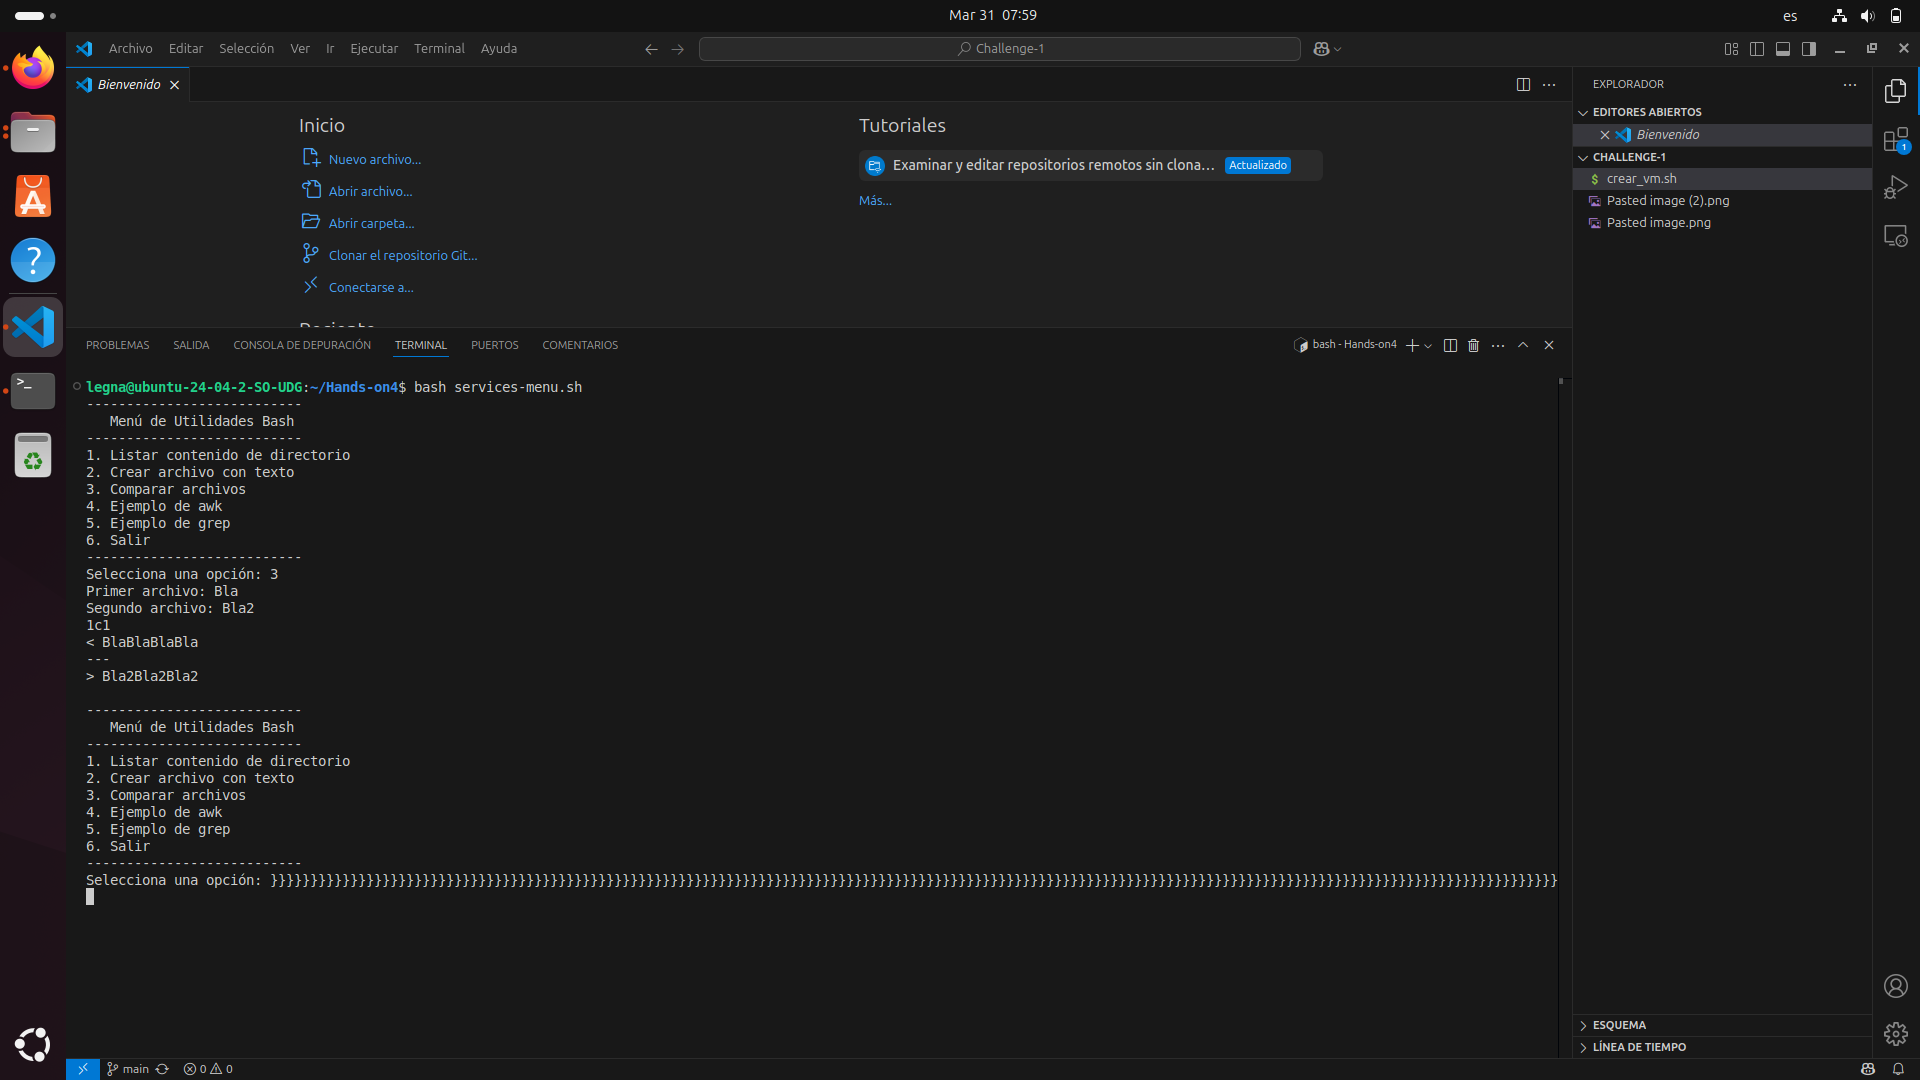 Mar 31 07:59
es
Archivo Editar Selección Ver Ir Ejecutar Terminal Ayuda
Challenge-1
Bienvenido
Inicio
Nuevo archivo...
Abrir archivo...
Abrir carpeta...
Clonar el repositorio Git...
Conectarse a...
Tutoriales
Examinar y editar repositorios remotos sin clona...
Actualizado
Más...
EXPLORADOR
EDITORES ABIERTOS
Bienvenido
CHALLENGE-1
$ crear_vm.sh
Pasted image (2).png
Pasted image.png
1
PROBLEMAS SALIDA CONSOLA DE DEPURACIÓN TERMINAL PUERTOS COMENTARIOS
bash - Hands-on4
legna@ubuntu-24-04-2-SO-UDG:~/Hands-on4$ bash services-menu.sh
---------------------------
Menú de Utilidades Bash
---------------------------
1. Listar contenido de directorio
2. Crear archivo con texto
3. Comparar archivos
4. Ejemplo de awk
5. Ejemplo de grep
6. Salir
---------------------------
Selecciona una opción: 3
Primer archivo: Bla
Segundo archivo: Bla2
1c1
< BlaBlaBlaBla
---
> Bla2Bla2Bla2
---------------------------
Menú de Utilidades Bash
---------------------------
1. Listar contenido de directorio
2. Crear archivo con texto
3. Comparar archivos
4. Ejemplo de awk
5. Ejemplo de grep
6. Salir
---------------------------
Selecciona una opción: }}}}}}}}}}}}}}}}}}}}}}}}}}}}}}}}}}}}}}}}}}}}}}}}}}}}}}}}}}}}}}}}}}}}}}}}}}}}}}}}}}}}}}}}}}}}}}}}}}}}}}}}}}}}}}}}}}}}}}}}}}}}}}}}}}}}}}}}}}}}}}}}}}}}}}}}}}}}}}}}}
ESQUEMA
LÍNEA DE TIEMPO
main
0 0